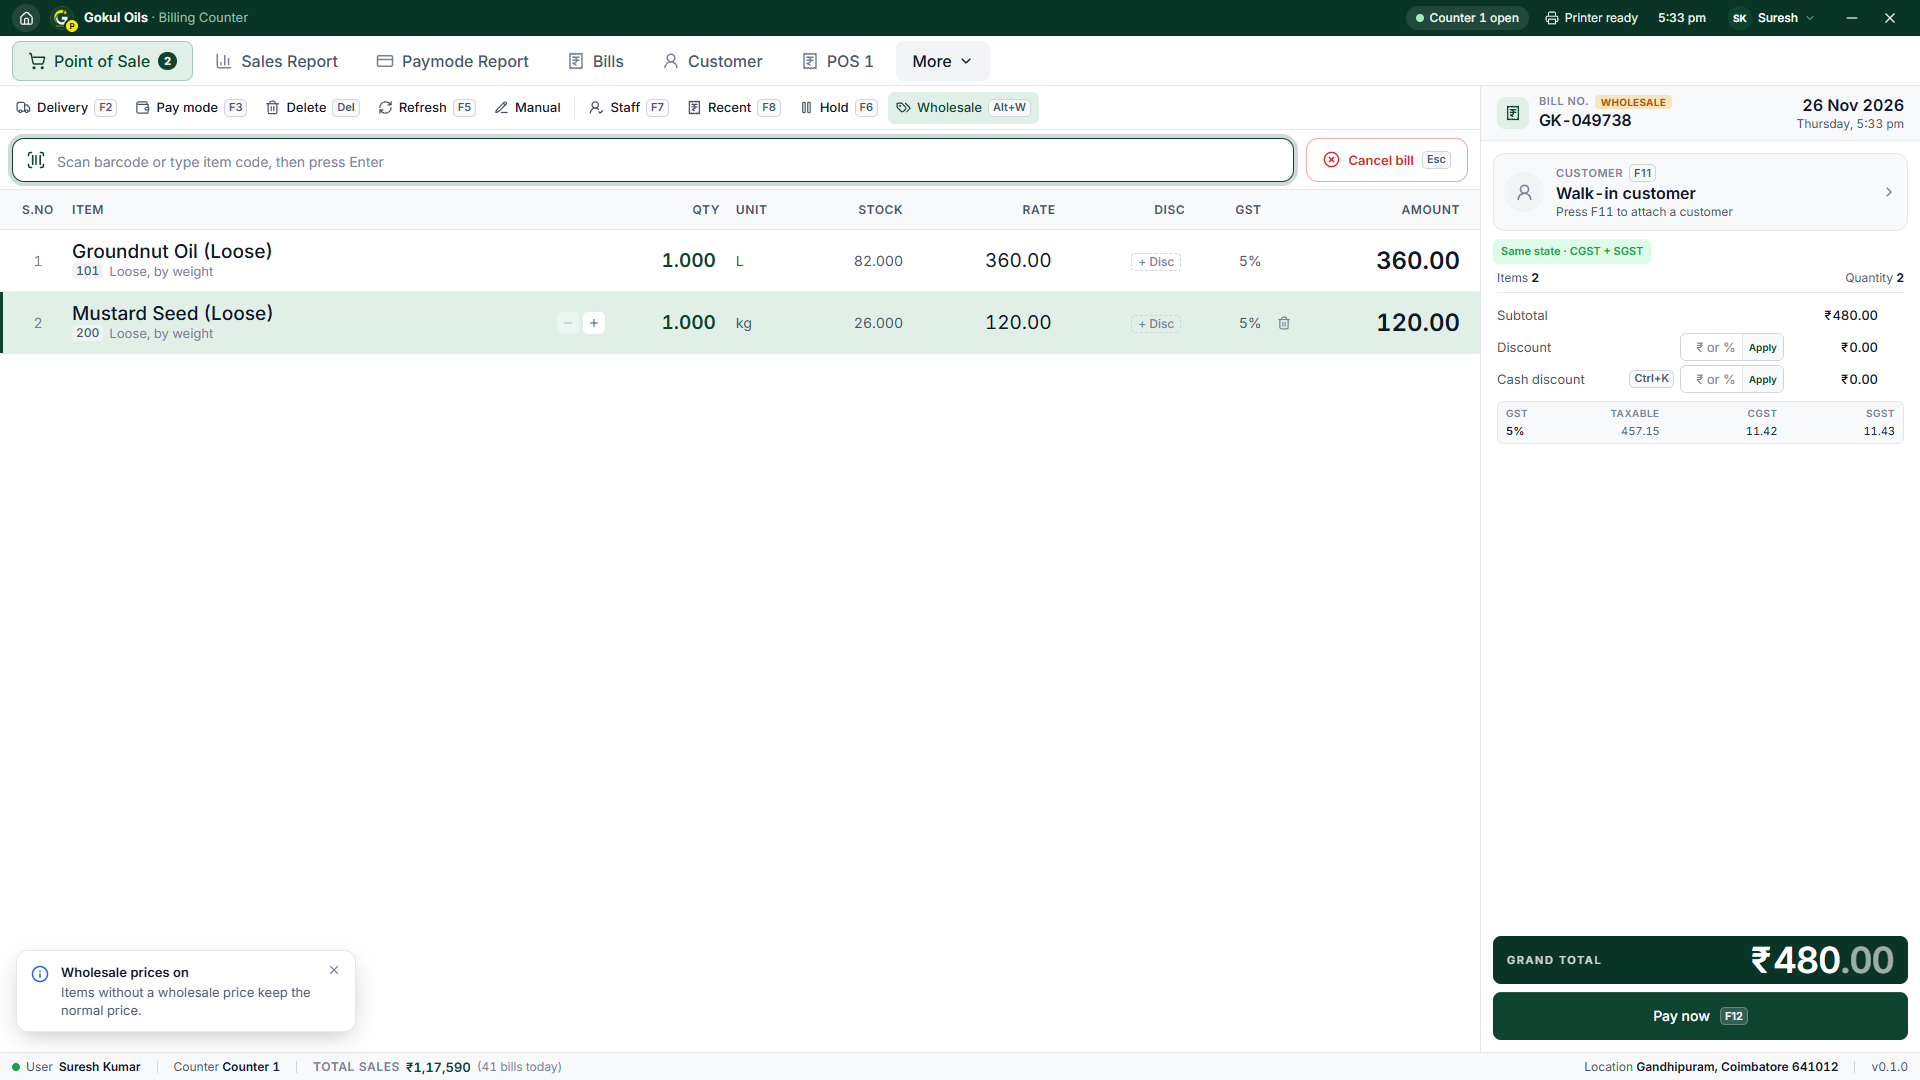 Gokul Oils · Billing Counter
Counter 1 open
Printer ready
5:33 pm
SK Suresh
Point of Sale 2
Sales Report
Paymode Report
Bills
Customer
POS 1
More
Delivery F2
Pay mode F3
Delete Del
Refresh F5
Manual
Staff F7
Recent F8
Hold F6
Wholesale Alt+W
Scan barcode or type item code, then press Enter
Cancel bill Esc
S.NO ITEM QTY UNIT STOCK RATE DISC GST AMOUNT
1 Groundnut Oil (Loose) 1.000 L 82.000 360.00 + Disc 5% 360.00
101 Loose, by weight
2 Mustard Seed (Loose) − + 1.000 kg 26.000 120.00 + Disc 5% 120.00
200 Loose, by weight
BILL NO. WHOLESALE
GK-049738
26 Nov 2026
Thursday, 5:33 pm
CUSTOMER F11
Walk-in customer
Press F11 to attach a customer
Same state · CGST + SGST
Items 2 Quantity 2
Subtotal ₹480.00
Discount ₹ or % Apply ₹0.00
Cash discount Ctrl+K ₹ or % Apply ₹0.00
GST TAXABLE CGST SGST
5% 457.15 11.42 11.43
GRAND TOTAL ₹480.00
Pay now F12
Wholesale prices on
Items without a wholesale price keep the
normal price.
User Suresh Kumar
Counter Counter 1
TOTAL SALES ₹1,17,590 (41 bills today)
Location Gandhipuram, Coimbatore 641012
v0.1.0